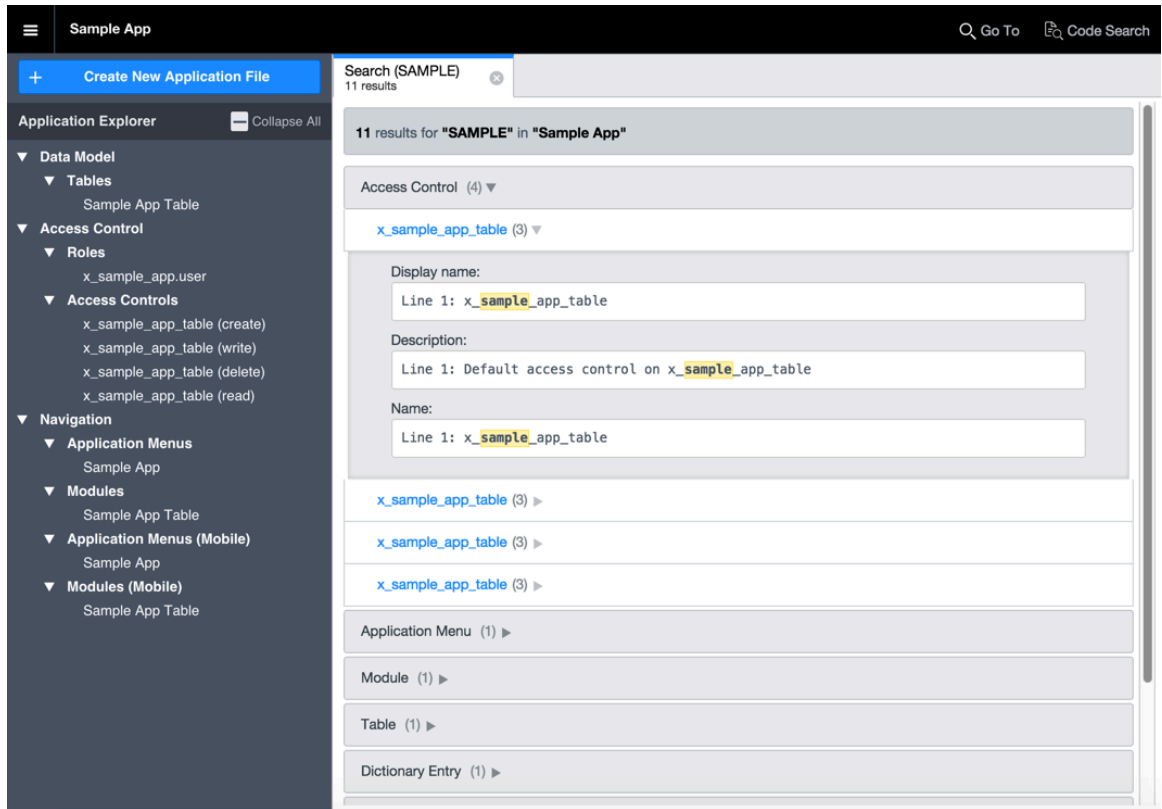 Sample App
Go To
Code Search
+ Create New Application File
Application Explorer
Collapse All
Data Model
Tables
Sample App Table
Access Control
Roles
x_sample_app.user
Access Controls
x_sample_app_table (create)
x_sample_app_table (write)
x_sample_app_table (delete)
x_sample_app_table (read)
Navigation
Application Menus
Sample App
Modules
Sample App Table
Application Menus (Mobile)
Sample App
Modules (Mobile)
Sample App Table
Search (SAMPLE)
11 results
11 results for "SAMPLE" in "Sample App"
Access Control (4)
x_sample_app_table (3)
Display name:
Line 1: x_sample_app_table
Description:
Line 1: Default access control on x_sample_app_table
Name:
Line 1: x_sample_app_table
x_sample_app_table (3)
x_sample_app_table (3)
x_sample_app_table (3)
Application Menu (1)
Module (1)
Table (1)
Dictionary Entry (1)